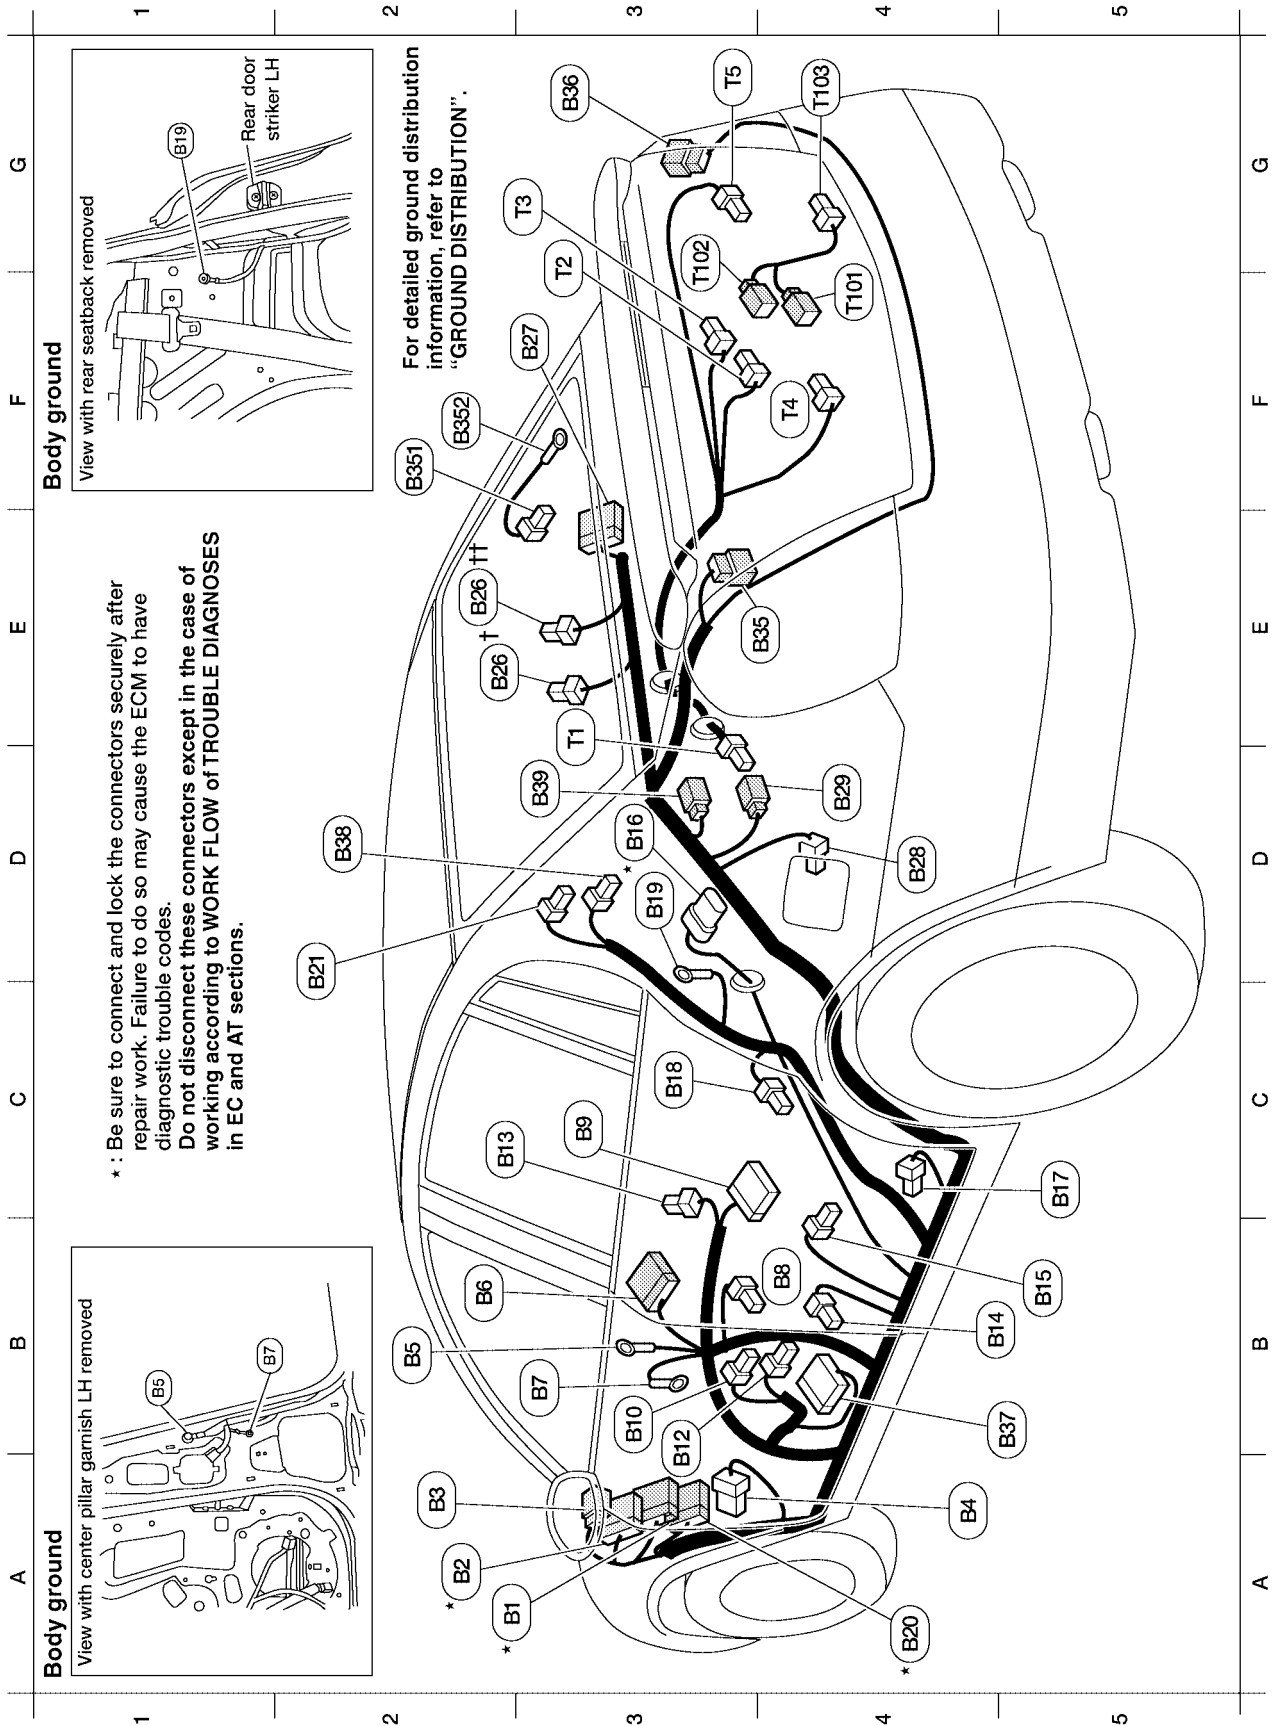 A
B
C
D
E
F
G
1
2
3
4
5
Body ground
View with center pillar garnish LH removed
B5
B7
★ : Be sure to connect and lock the connectors securely after
repair work. Failure to do so may cause the ECM to have
diagnostic trouble codes.
Do not disconnect these connectors except in the case of
working according to WORK FLOW of TROUBLE DIAGNOSES
in EC and AT sections.
Body ground
View with rear seatback removed
B19
Rear door
striker LH
For detailed ground distribution
information, refer to
“GROUND DISTRIBUTION”.
B21
B38
★
B351
B352
B5
B3
★ B2
★ B1
B6
B7
B13
B9
B26 †
B26 ††
B27
B39
T1
T2
T3
B36
B10
B12
B18
B19
B16
T102
T5
B8
B35
T4
B29
T101
T103
★ B20
B4
B37
B14
B15
B17
B28
A
B
C
D
E
F
G
1
2
3
4
5